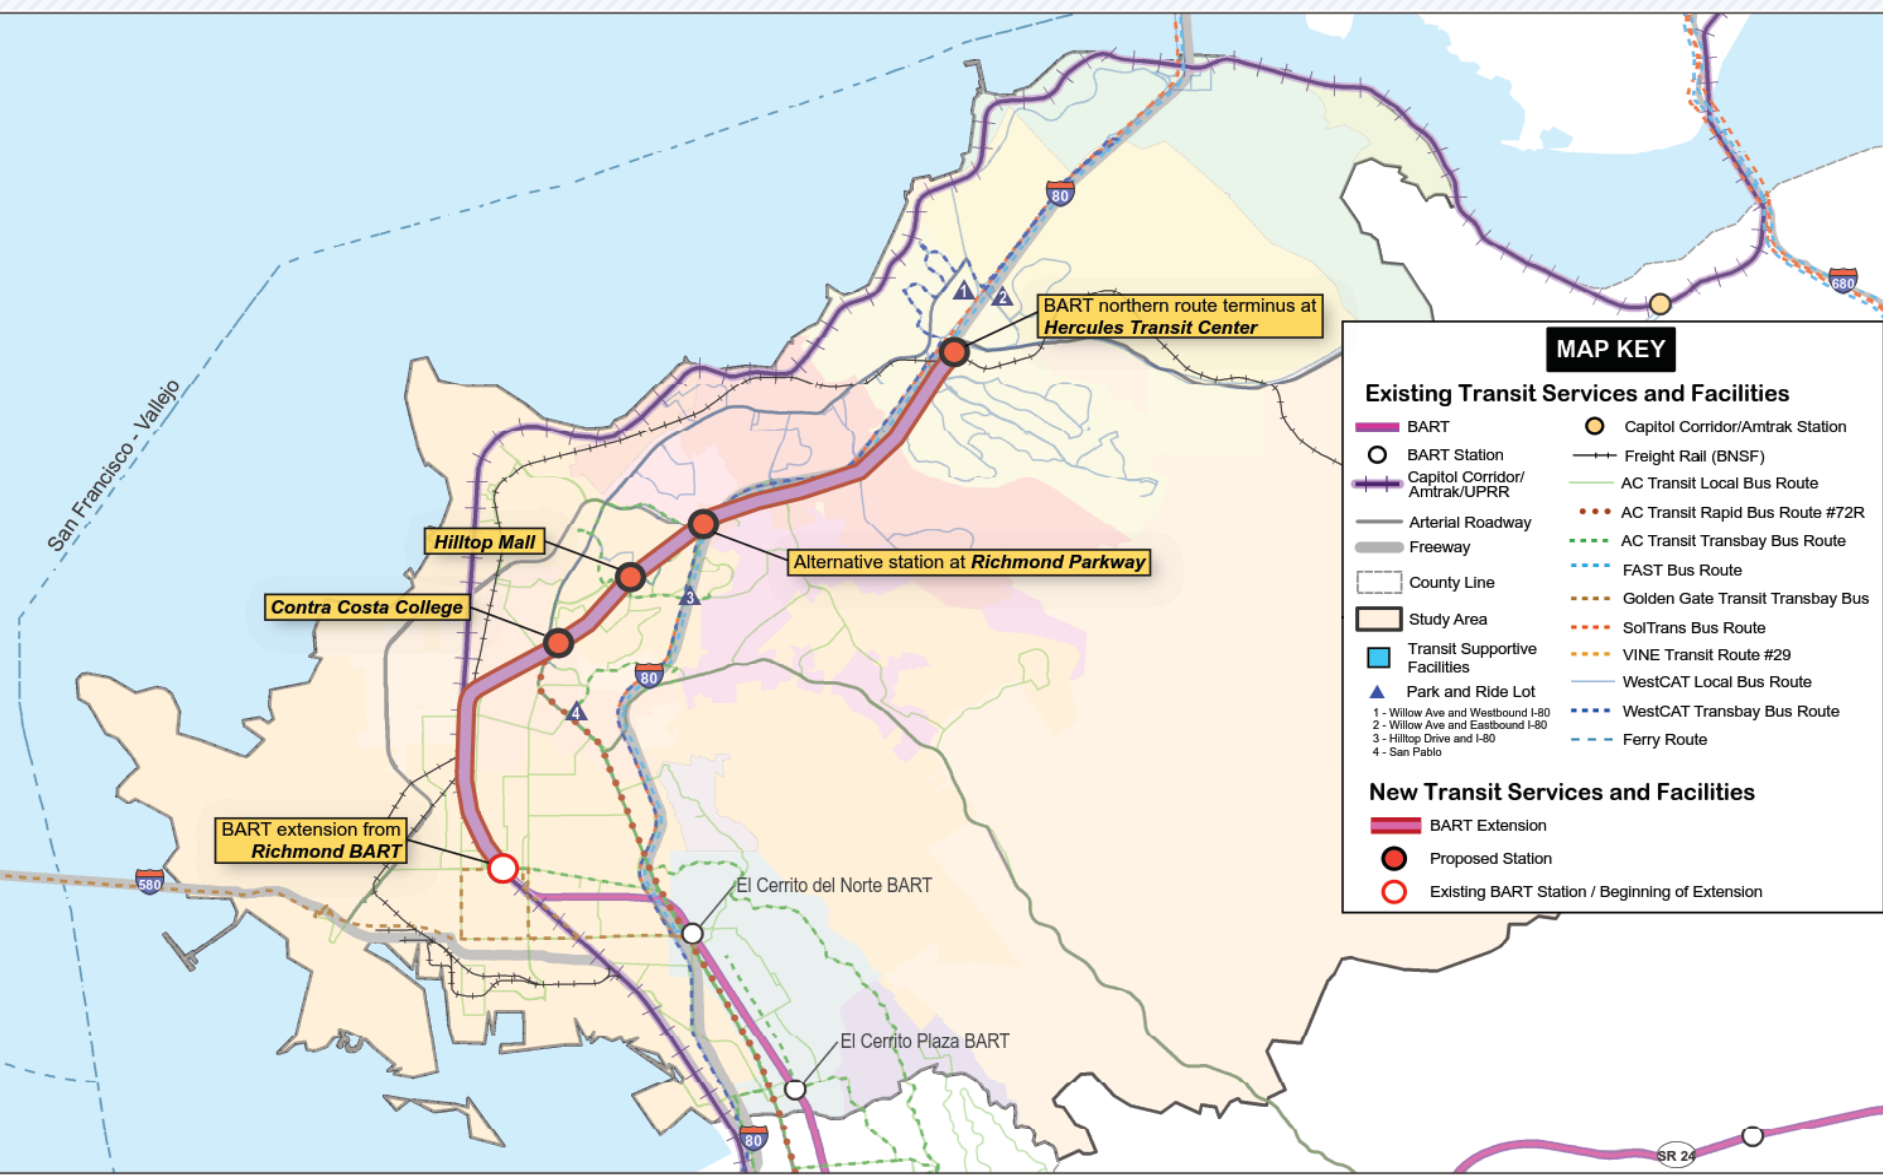 San Francisco - Vallejo
80
680
1
2
BART northern route terminus at
Hercules Transit Center
Hilltop Mall
Alternative station at Richmond Parkway
Contra Costa College
3
80
4
BART extension from
Richmond BART
580
El Cerrito del Norte BART
El Cerrito Plaza BART
80
SR 24
MAP KEY
Existing Transit Services and Facilities
BART
BART Station
Capitol Corridor/
Amtrak/UPRR
Arterial Roadway
Freeway
County Line
Study Area
Transit Supportive
Facilities
Park and Ride Lot
1 - Willow Ave and Westbound I-80
2 - Willow Ave and Eastbound I-80
3 - Hilltop Drive and I-80
4 - San Pablo
Capitol Corridor/Amtrak Station
Freight Rail (BNSF)
AC Transit Local Bus Route
AC Transit Rapid Bus Route #72R
AC Transit Transbay Bus Route
FAST Bus Route
Golden Gate Transit Transbay Bus
SolTrans Bus Route
VINE Transit Route #29
WestCAT Local Bus Route
WestCAT Transbay Bus Route
Ferry Route
New Transit Services and Facilities
BART Extension
Proposed Station
Existing BART Station / Beginning of Extension